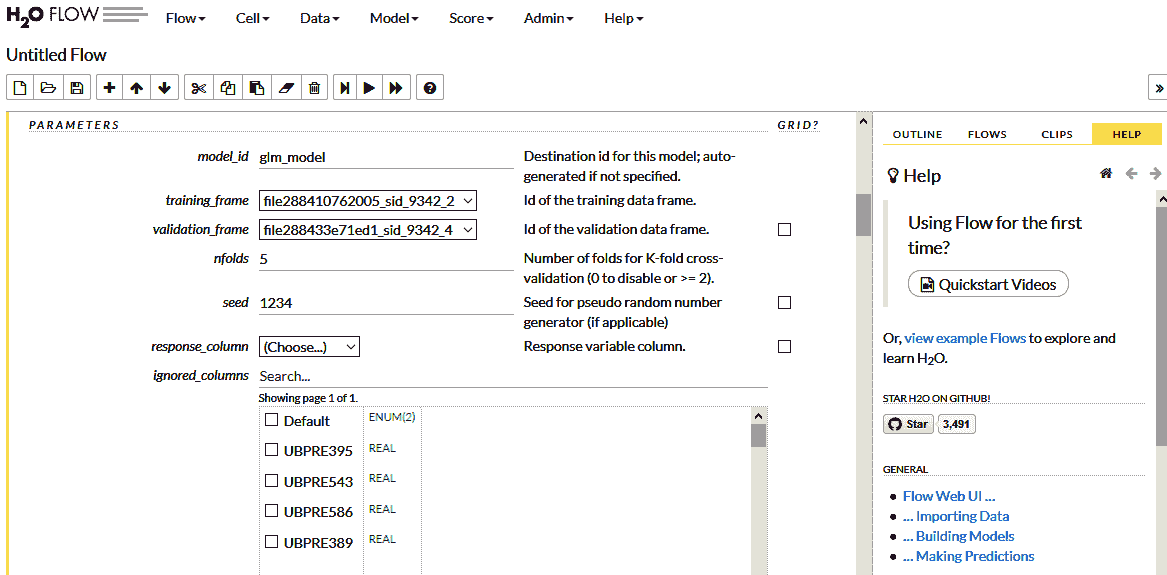 H2O FLOW
Flow Cell Data Model Score Admin Help
Untitled Flow
PARAMETERS GRID?
model_id glm_model Destination id for this model; auto-
generated if not specified.
training_frame file288410762005_sid_9342_2 Id of the training data frame.
validation_frame file288433e71ed1_sid_9342_4 Id of the validation data frame.
nfolds 5 Number of folds for K-fold cross-
validation (0 to disable or >= 2).
seed 1234 Seed for pseudo random number
generator (if applicable)
response_column (Choose...) Response variable column.
ignored_columns Search...
Showing page 1 of 1.
Default ENUM(2)
UBPRE395 REAL
UBPRE543 REAL
UBPRE586 REAL
UBPRE389 REAL
OUTLINE FLOWS CLIPS HELP
Help
Using Flow for the first
time?
Quickstart Videos
Or, view example Flows to explore and
learn H2O.
STAR H2O ON GITHUB!
Star 3,491
GENERAL
Flow Web UI ...
... Importing Data
... Building Models
... Making Predictions